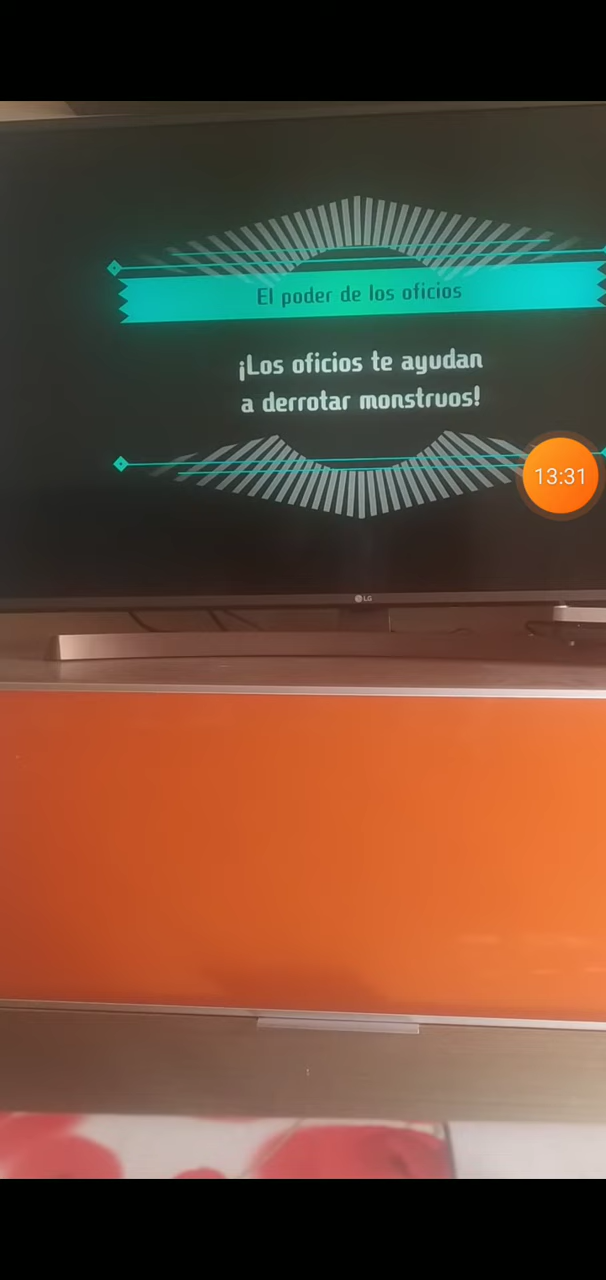 El poder de los oficios
¡Los oficios te ayudan
a derrotar monstruos!
13:31
LG